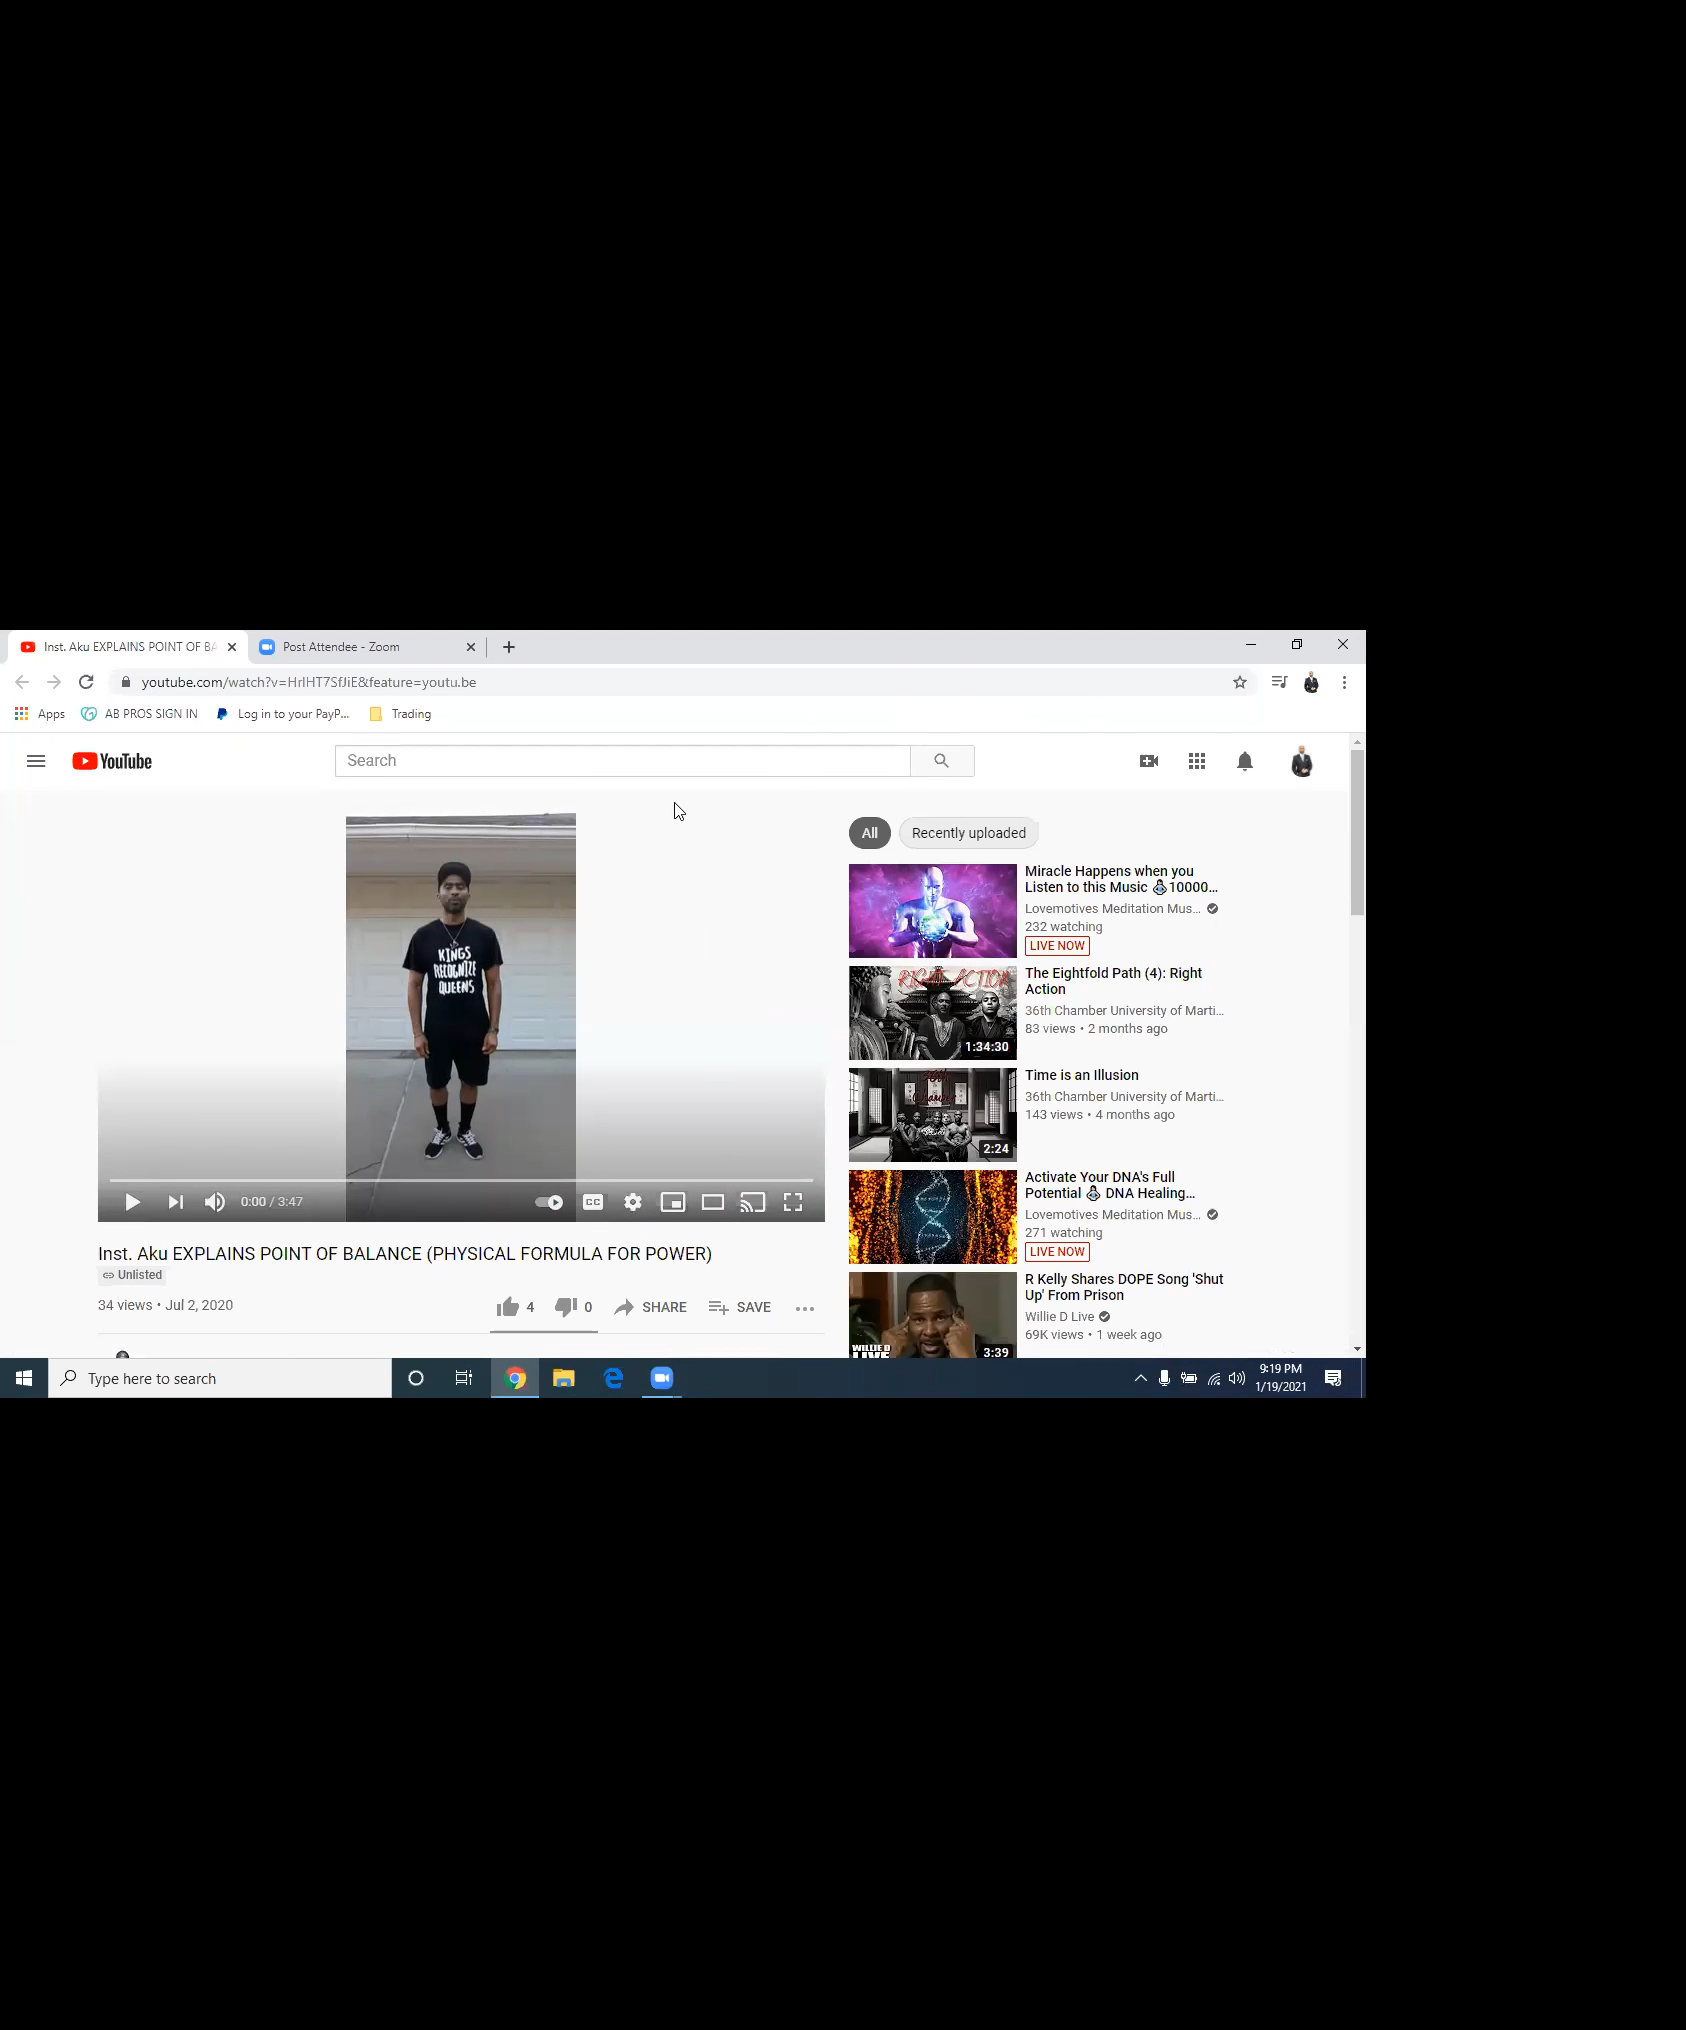 Inst. Aku EXPLAINS POINT OF BA
Post Attendee - Zoom
youtube.com/watch?v=HrlHT7SfJiE&feature=youtu.be
Apps
AB PROS SIGN IN
Log in to your PayP...
Trading
YouTube
Search
KINGS
RECOGNIZE
QUEENS
0:00 / 3:47
CC
Inst. Aku EXPLAINS POINT OF BALANCE (PHYSICAL FORMULA FOR POWER)
Unlisted
34 views • Jul 2, 2020
4
0
SHARE
SAVE
All
Recently uploaded
Miracle Happens when you
Listen to this Music 10000...
Lovemotives Meditation Mus...
232 watching
LIVE NOW
RIGHT ACTION
1:34:30
The Eightfold Path (4): Right
Action
36th Chamber University of Marti...
83 views • 2 months ago
36th
Chamber
2:24
Time is an Illusion
36th Chamber University of Marti...
143 views • 4 months ago
Activate Your DNA's Full
Potential DNA Healing...
Lovemotives Meditation Mus...
271 watching
LIVE NOW
WILLIE D
LIVE
3:39
R Kelly Shares DOPE Song 'Shut
Up' From Prison
Willie D Live
69K views • 1 week ago
Type here to search
9:19 PM
1/19/2021